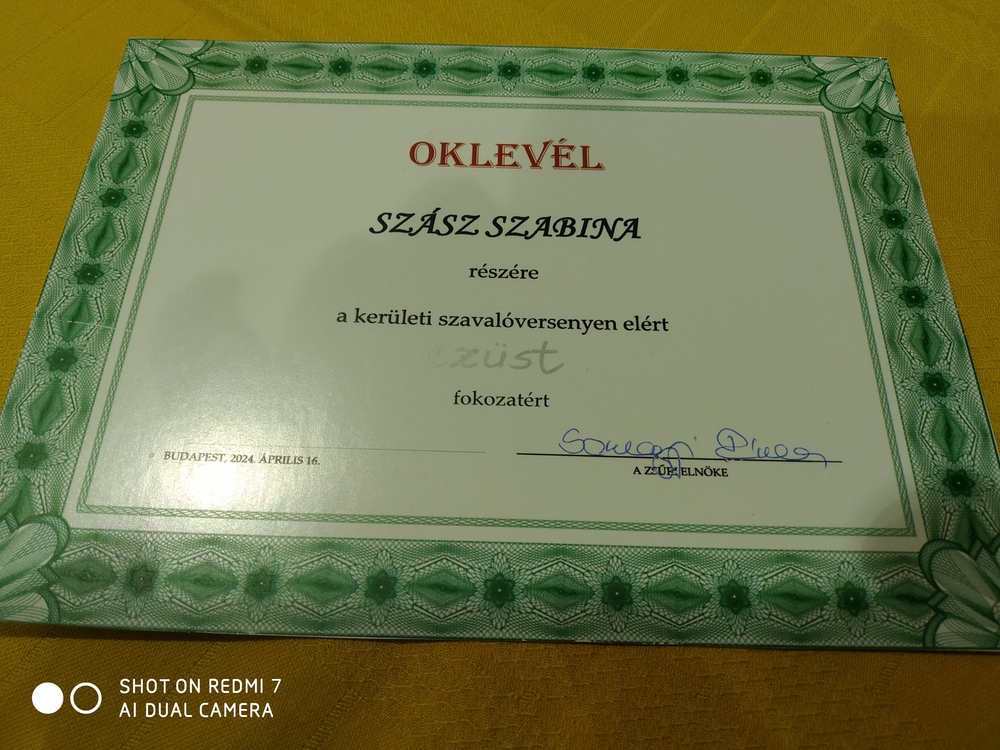 OKLEVÉL
SZÁSZ SZABINA
részére
a kerületi szavalóversenyen elért
ezüst
fokozatért
BUDAPEST, 2024. ÁPRILIS 16.
A ZSŰRI ELNÖKE
SHOT ON REDMI 7
AI DUAL CAMERA